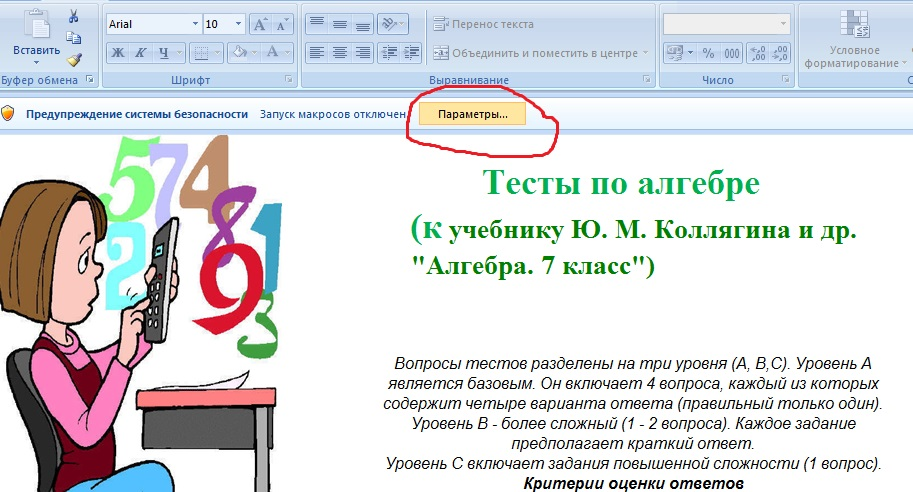 Arial 10
Вставить
Ж К Ч
Перенос текста
Объединить и поместить в центре
% 000
,0 ,00
,00 ,0
Условное
форматирование
Буфер обмена Шрифт Выравнивание Число
Предупреждение системы безопасности Запуск макросов отключен Параметры...
5 7 4
2 8 1
9
3
Тесты по алгебре
(к учебнику Ю. М. Коллягина и др.
"Алгебра. 7 класс")
Вопросы тестов разделены на три уровня (А, В,С). Уровень А
является базовым. Он включает 4 вопроса, каждый из которых
содержит четыре варианта ответа (правильный только один).
Уровень В - более сложный (1 - 2 вопроса). Каждое задание
предполагает краткий ответ.
Уровень С включает задания повышенной сложности (1 вопрос).
Критерии оценки ответов